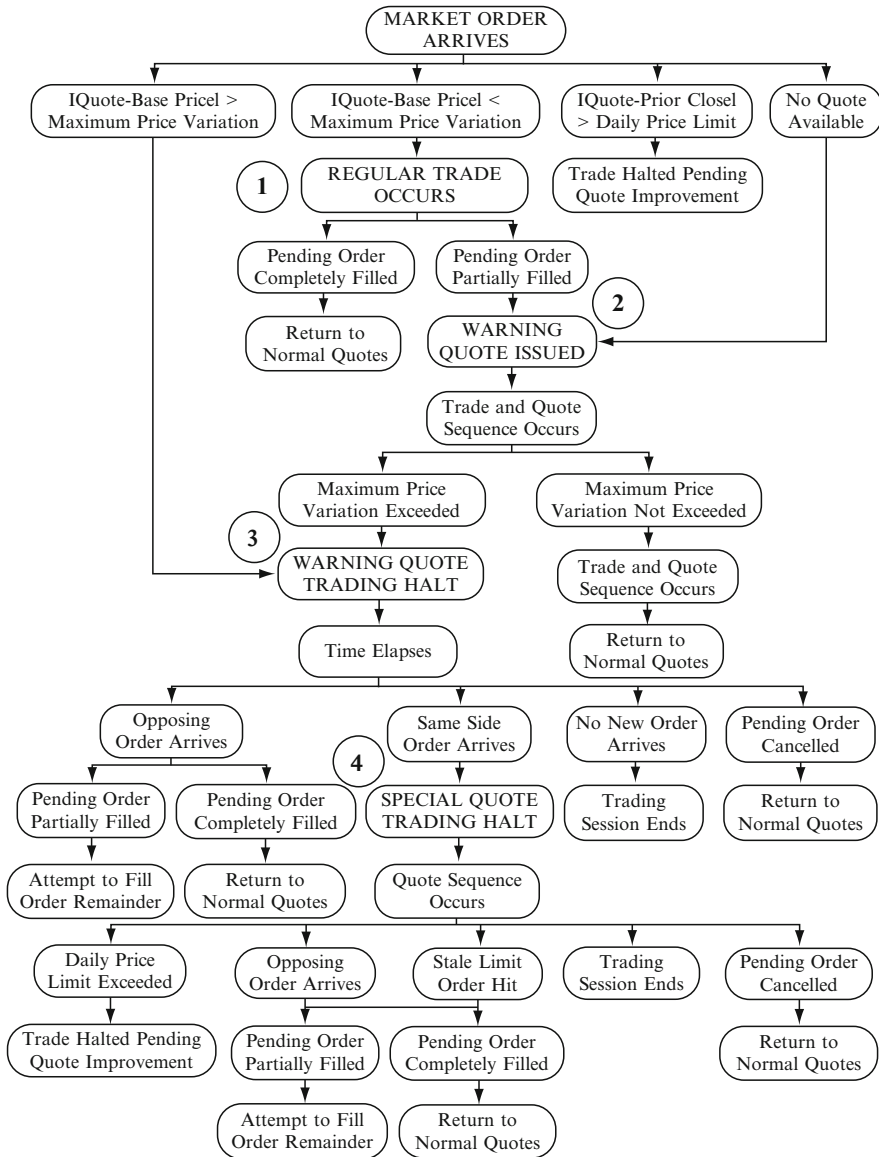 MARKET ORDER
ARRIVES
IQuote-Base Pricel >
Maximum Price Variation
IQuote-Base Pricel <
Maximum Price Variation
IQuote-Prior Closel
> Daily Price Limit
No Quote
Available
1
REGULAR TRADE
OCCURS
Trade Halted Pending
Quote Improvement
Pending Order
Completely Filled
Pending Order
Partially Filled
2
Return to
Normal Quotes
WARNING
QUOTE ISSUED
Trade and Quote
Sequence Occurs
Maximum Price
Variation Exceeded
Maximum Price
Variation Not Exceeded
3
WARNING QUOTE
TRADING HALT
Trade and Quote
Sequence Occurs
Time Elapses
Return to
Normal Quotes
Opposing
Order Arrives
Same Side
Order Arrives
No New Order
Arrives
Pending Order
Cancelled
4
Pending Order
Partially Filled
Pending Order
Completely Filled
SPECIAL QUOTE
TRADING HALT
Trading
Session Ends
Return to
Normal Quotes
Attempt to Fill
Order Remainder
Return to
Normal Quotes
Quote Sequence
Occurs
Daily Price
Limit Exceeded
Opposing
Order Arrives
Stale Limit
Order Hit
Trading
Session Ends
Pending Order
Cancelled
Trade Halted Pending
Quote Improvement
Pending Order
Partially Filled
Pending Order
Completely Filled
Return to
Normal Quotes
Attempt to Fill
Order Remainder
Return to
Normal Quotes